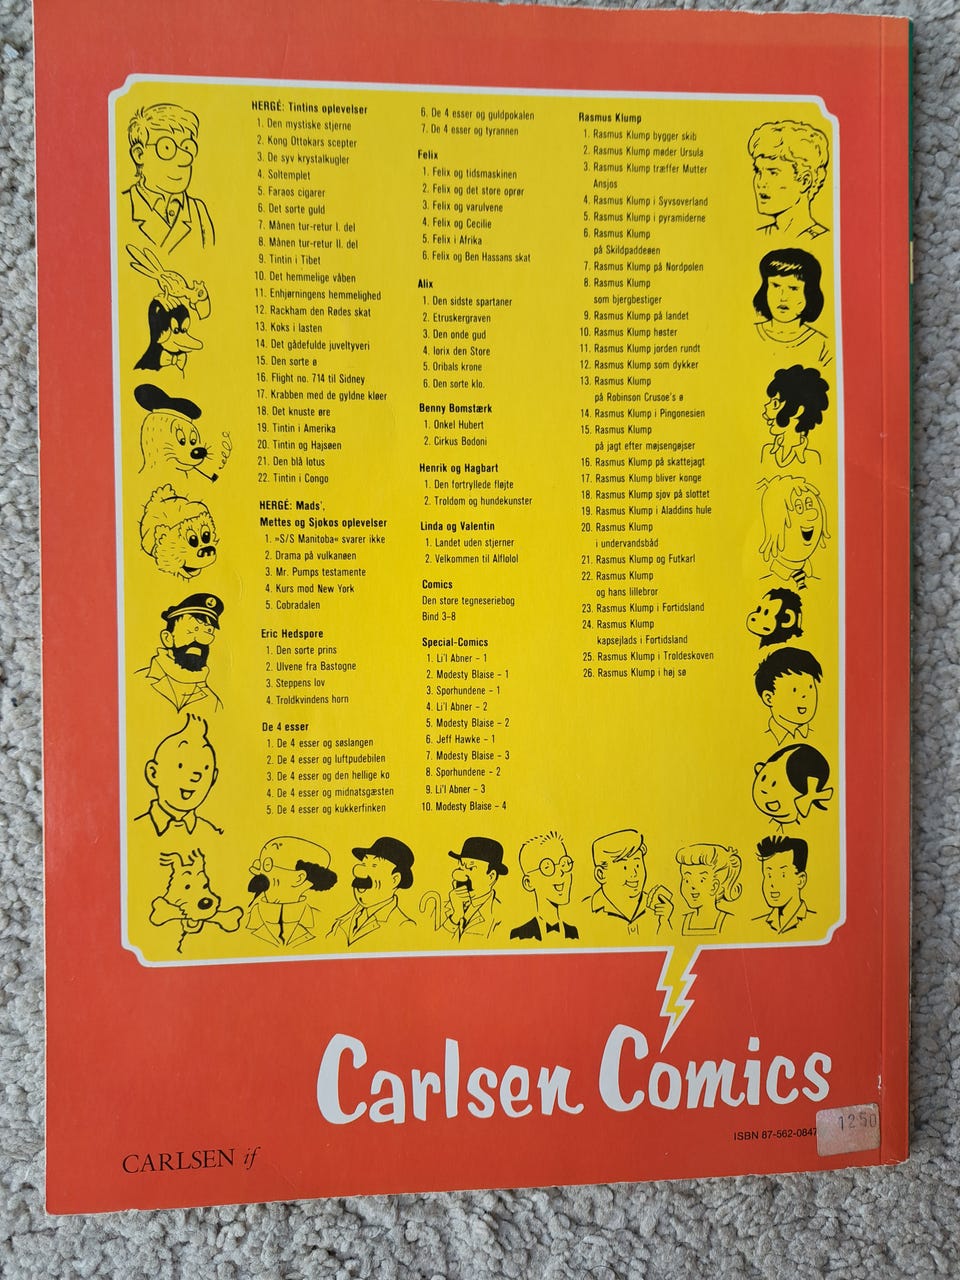 HERGÉ: Tintins oplevelser
1. Den mystiske stjerne
2. Kong Ottokars scepter
3. De syv krystalkugler
4. Soltemplet
5. Faraos cigarer
6. Det sorte guld
7. Månen tur-retur I. del
8. Månen tur-retur II. del
9. Tintin i Tibet
10. Det hemmelige våben
11. Enhjørningens hemmelighed
12. Rackham den Rødes skat
13. Koks i lasten
14. Det gådefulde juveltyveri
15. Den sorte ø
16. Flight no. 714 til Sidney
17. Krabben med de gyldne kløer
18. Det knuste øre
19. Tintin i Amerika
20. Tintin og Hajsøen
21. Den blå lotus
22. Tintin i Congo
HERGÉ: Mads',
Mettes og Sjokos oplevelser
1. »S/S Manitoba« svarer ikke
2. Drama på vulkanøen
3. Mr. Pumps testamente
4. Kurs mod New York
5. Cobradalen
Eric Hedspore
1. Den sorte prins
2. Ulvene fra Bastogne
3. Steppens lov
4. Troldkvindens horn
De 4 esser
1. De 4 esser og søslangen
2. De 4 esser og luftpudebilen
3. De 4 esser og den hellige ko
4. De 4 esser og midnatsgæsten
5. De 4 esser og kukkerfinken
6. De 4 esser og guldpokalen
7. De 4 esser og tyrannen
Felix
1. Felix og tidsmaskinen
2. Felix og det store oprør
3. Felix og varulvene
4. Felix og Cecilie
5. Felix i Afrika
6. Felix og Ben Hassans skat
Alix
1. Den sidste spartaner
2. Etruskergraven
3. Den onde gud
4. Iorix den Store
5. Oribals krone
6. Den sorte klo.
Benny Bomstærk
1. Onkel Hubert
2. Cirkus Bodoni
Henrik og Hagbart
1. Den fortryllede fløjte
2. Troldom og hundekunster
Linda og Valentin
1. Landet uden stjerner
2. Velkommen til Alflolol
Comics
Den store tegneseriebog
Bind 3–8
Special-Comics
1. Li'l Abner – 1
2. Modesty Blaise – 1
3. Sporhundene – 1
4. Li'l Abner – 2
5. Modesty Blaise – 2
6. Jeff Hawke – 1
7. Modesty Blaise – 3
8. Sporhundene – 2
9. Li'l Abner – 3
10. Modesty Blaise – 4
Rasmus Klump
1. Rasmus Klump bygger skib
2. Rasmus Klump møder Ursula
3. Rasmus Klump træffer Mutter
Ansjos
4. Rasmus Klump i Syvsoverland
5. Rasmus Klump i pyramiderne
6. Rasmus Klump
på Skildpaddeøen
7. Rasmus Klump på Nordpolen
8. Rasmus Klump
som bjergbestiger
9. Rasmus Klump på landet
10. Rasmus Klump høster
11. Rasmus Klump jorden rundt
12. Rasmus Klump som dykker
13. Rasmus Klump
på Robinson Crusoe's ø
14. Rasmus Klump i Pingonesien
15. Rasmus Klump
på jagt efter møjsengøjser
16. Rasmus Klump på skattejagt
17. Rasmus Klump bliver konge
18. Rasmus Klump sjov på slottet
19. Rasmus Klump i Aladdins hule
20. Rasmus Klump
i undervandsbåd
21. Rasmus Klump og Futkarl
22. Rasmus Klump
og hans lillebror
23. Rasmus Klump i Fortidsland
24. Rasmus Klump
kapsejlads i Fortidsland
25. Rasmus Klump i Troldeskoven
26. Rasmus Klump i høj sø
Carlsen Comics
ISBN 87-562-0847
1250
CARLSEN if